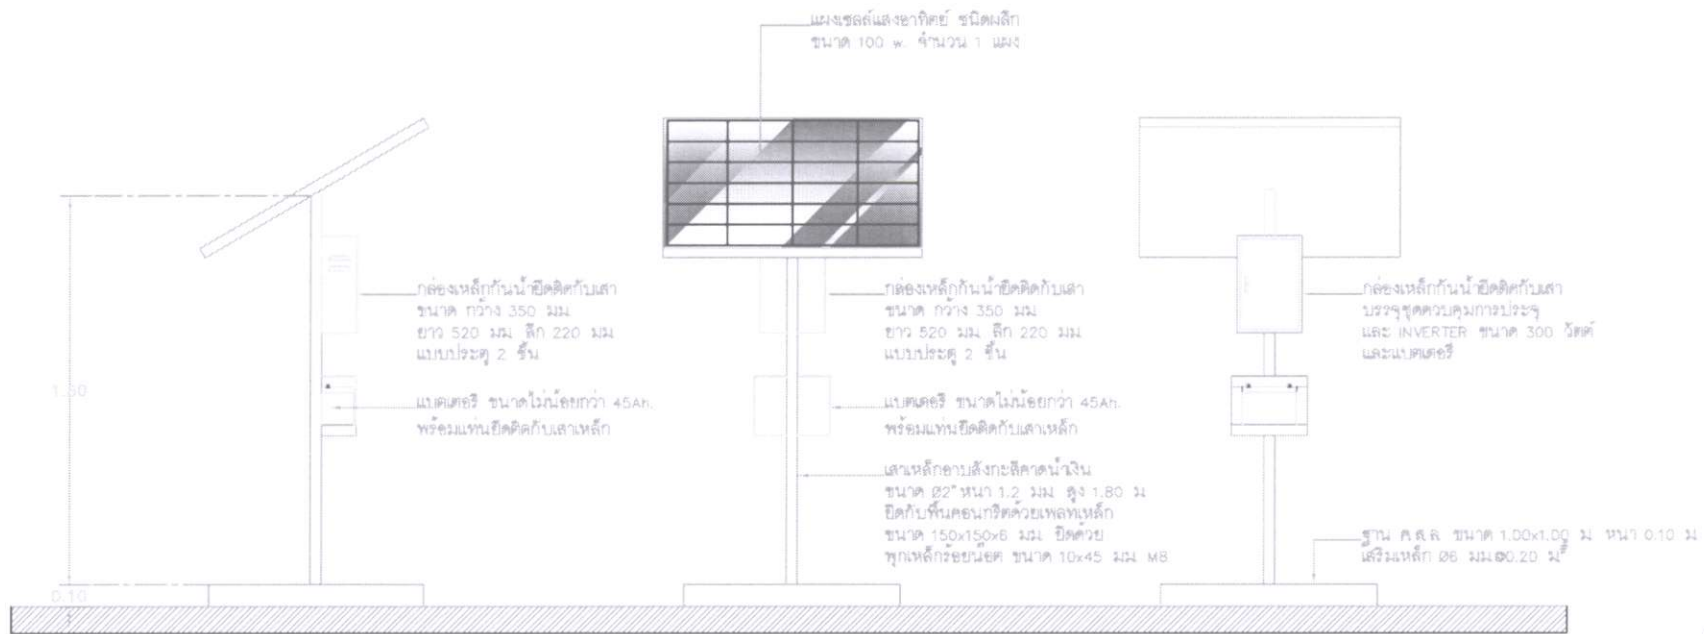 แผงเซลล์แสงอาทิตย์ ชนิดผลึก
ขนาด 100 w. จำนวน 1 แผง
กล่องเหล็กกันน้ำยึดติดกับเสา
ขนาด กว้าง 350 มม
ยาว 520 มม ลึก 220 มม
แบบประตู 2 ชั้น
แบตเตอรี่ ขนาดไม่น้อยกว่า 45Ah.
พร้อมแท่นยึดติดกับเสาเหล็ก
0.10
กล่องเหล็กกันน้ำยึดติดกับเสา
ขนาด กว้าง 350 มม
ยาว 520 มม ลึก 220 มม
แบบประตู 2 ชั้น
แบตเตอรี่ ขนาดไม่น้อยกว่า 45Ah.
พร้อมแท่นยึดติดกับเสาเหล็ก
เสาเหล็กอาบสังกะสีคาดน้ำเงิน
ขนาด Ø2" หนา 1.2 มม สูง 1.80 ม
ยึดกับพื้นคอนกรีตด้วยเพลทเหล็ก
ขนาด 150x150x6 มม ยึดด้วย
พุกเหล็กร้อยน๊อต ขนาด 10x45 มม M8
กล่องเหล็กกันน้ำยึดติดกับเสา
บรรจุชุดควบคุมการประจุ
และ INVERTER ขนาด 300 วัตต์
และแบตเตอรี่
ฐาน ค.ส.ล. ขนาด 1.00x1.00 ม หนา 0.10 ม
เสริมเหล็ก Ø6 มม@0.20 ม